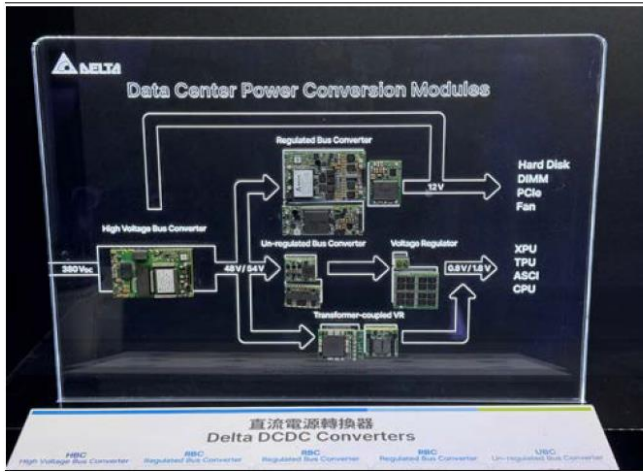 DELTA
Data Center Power Conversion Modules
Regulated Bus Converter
12V
Hard Disk
DIMM
PCIe
Fan
High Voltage Bus Converter
380VDC
48V/54V
Un-regulated Bus Converter
Voltage Regulator
0.8V/1.8V
XPU
TPU
ASCI
CPU
Transformer-coupled VR
直流電源轉換器
Delta DCDC Converters
HBC
High Voltage Bus Converter
RBC
Regulated Bus Converter
RBC
Regulated Bus Converter
RBC
Regulated Bus Converter
UBC
Un-regulated Bus Converter